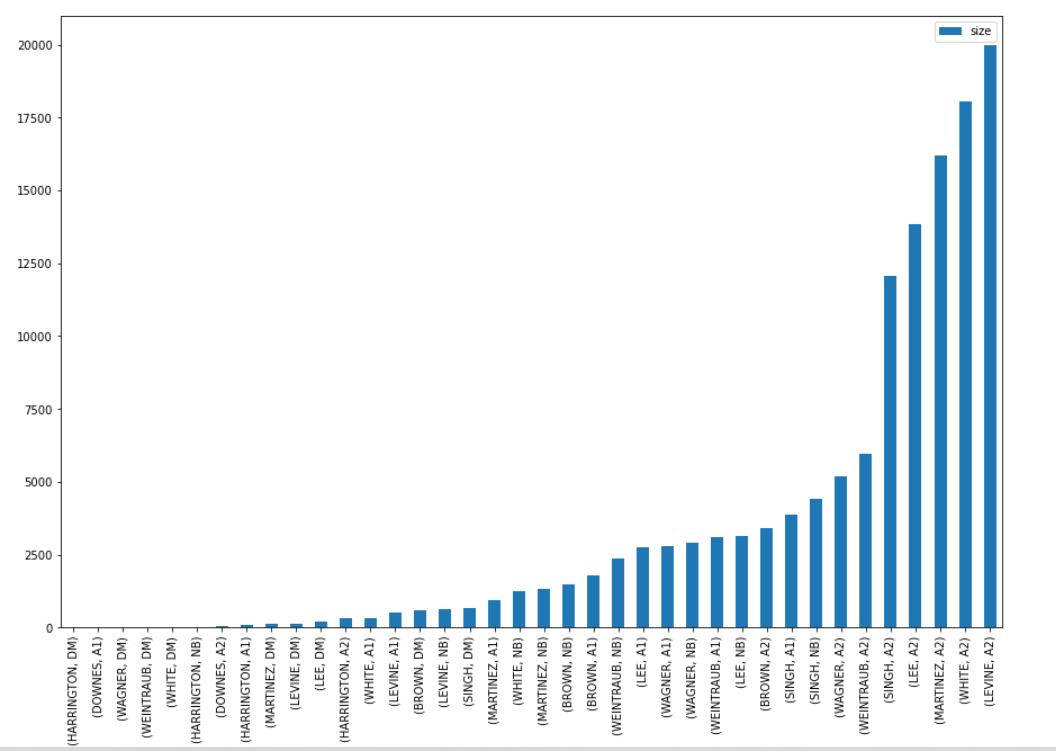 size
20000
17500
15000
12500
10000
7500
5000
2500
0
(HARRINGTON, DM)
(DOWNES, A1)
(WAGNER, DM)
(WEINTRAUB, DM)
(WHITE, DM)
(HARRINGTON, NB)
(DOWNES, A2)
(HARRINGTON, A1)
(MARTINEZ, DM)
(LEVINE, DM)
(LEE, DM)
(HARRINGTON, A2)
(WHITE, A1)
(LEVINE, A1)
(BROWN, DM)
(LEVINE, NB)
(SINGH, DM)
(MARTINEZ, A1)
(WHITE, NB)
(MARTINEZ, NB)
(BROWN, NB)
(BROWN, A1)
(WEINTRAUB, NB)
(LEE, A1)
(WAGNER, A1)
(WAGNER, NB)
(WEINTRAUB, A1)
(LEE, NB)
(BROWN, A2)
(SINGH, A1)
(SINGH, NB)
(WAGNER, A2)
(WEINTRAUB, A2)
(SINGH, A2)
(LEE, A2)
(MARTINEZ, A2)
(WHITE, A2)
(LEVINE, A2)